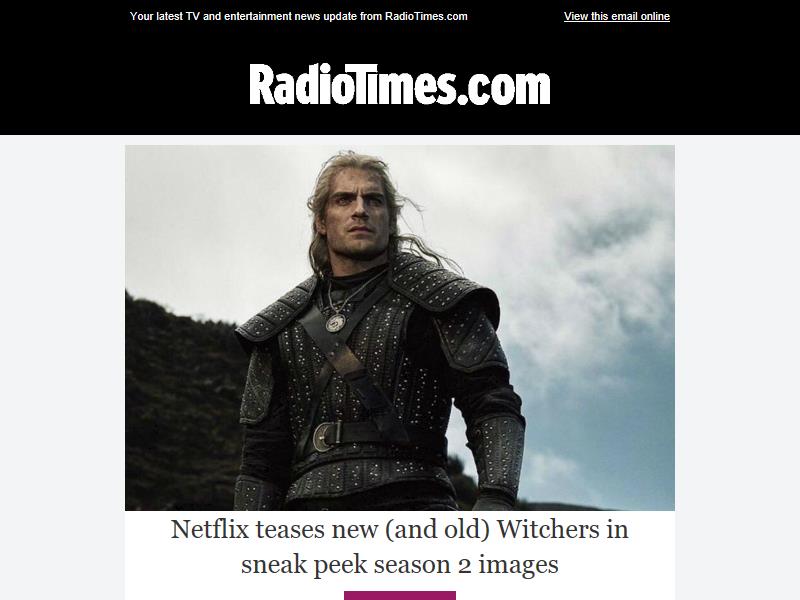 Your latest TV and entertainment news update from RadioTimes.com
View this email online
RadioTimes.com
Netflix teases new (and old) Witchers in
sneak peek season 2 images